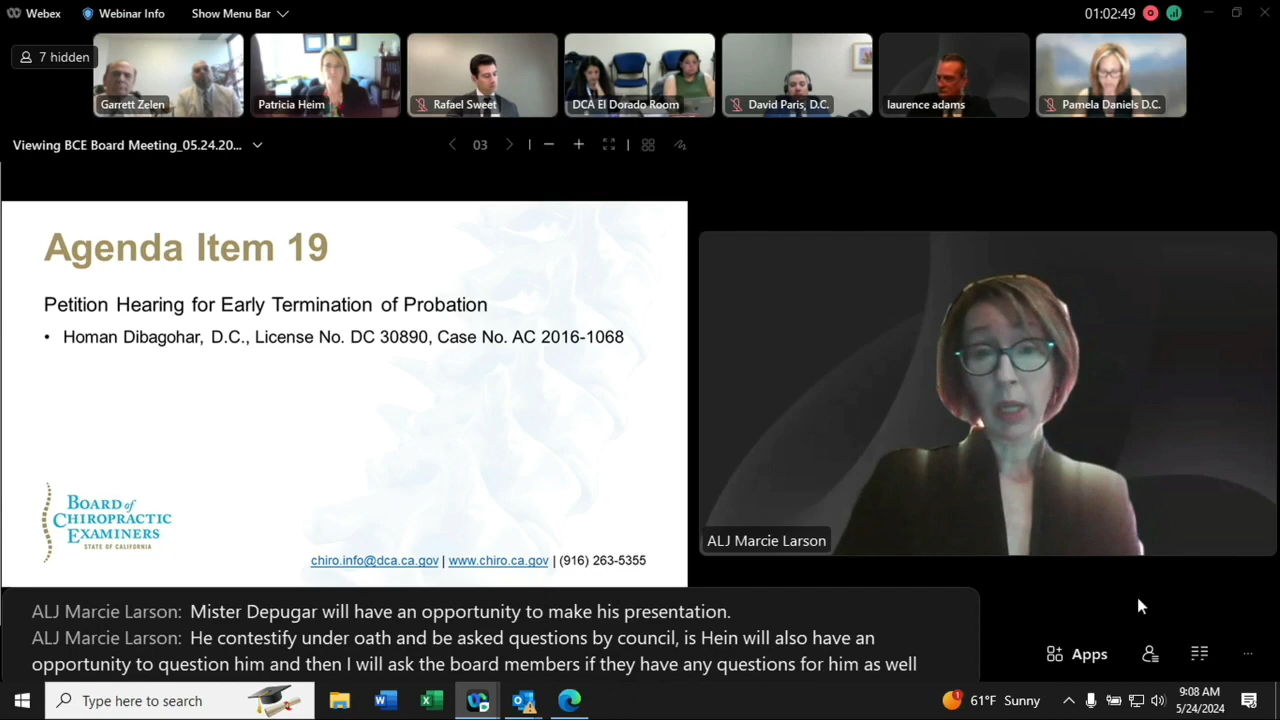 Webex
Webinar Info
Show Menu Bar
01:02:49
7 hidden
Garrett Zelen
Patricia Heim
Rafael Sweet
DCA El Dorado Room
David Paris, D.C.
laurence adams
Pamela Daniels D.C.
Viewing BCE Board Meeting_05.24.20...
03
Agenda Item 19
Petition Hearing for Early Termination of Probation
• Homan Dibagohar, D.C., License No. DC 30890, Case No. AC 2016-1068
BOARD of
CHIROPRACTIC
EXAMINERS
STATE OF CALIFORNIA
chiro.info@dca.ca.gov | www.chiro.ca.gov | (916) 263-5355
ALJ Marcie Larson
ALJ Marcie Larson: Mister Depugar will have an opportunity to make his presentation.
ALJ Marcie Larson: He contestify under oath and be asked questions by council, is Hein will also have an
opportunity to question him and then I will ask the board members if they have any questions for him as well
Apps
Type here to search
1
61°F Sunny
9:08 AM
5/24/2024